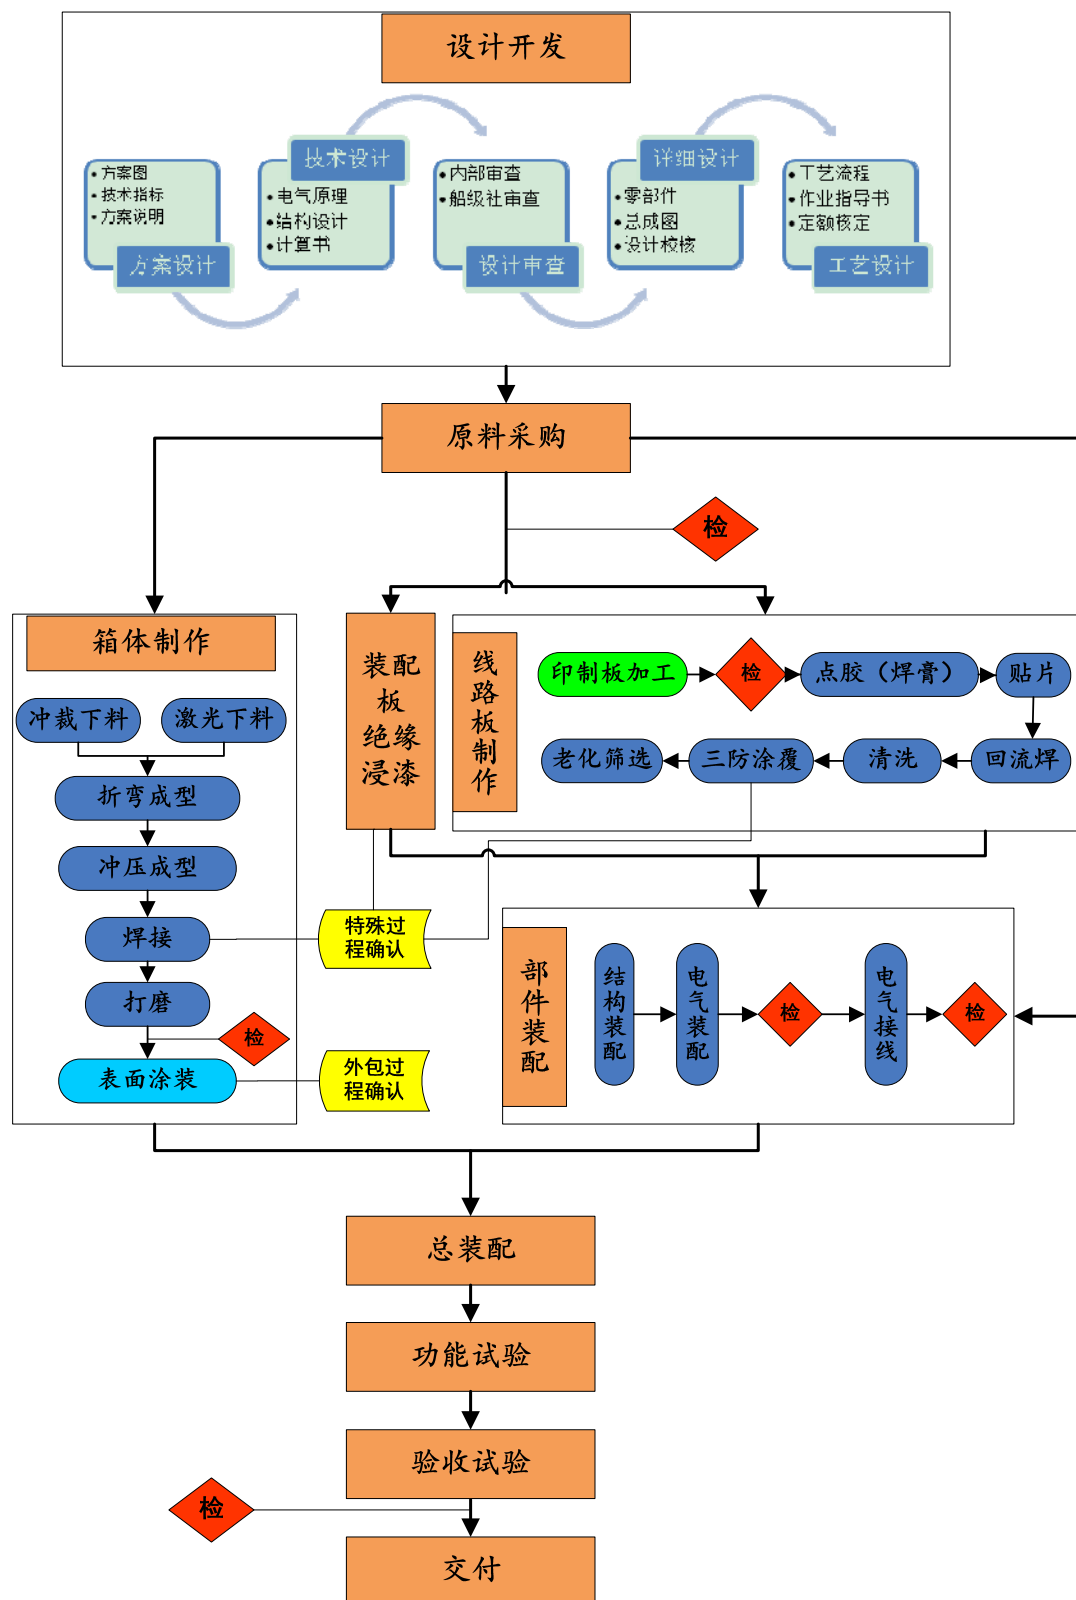 设计开发
方案图
技术指标
方案说明
方案设计
技术设计
电气原理
结构设计
计算书
内部审查
船级社审查
设计审查
详细设计
零部件
总成图
设计校核
工艺流程
作业指导书
定额核定
工艺设计
原料采购
检
箱体制作
冲裁下料
激光下料
折弯成型
冲压成型
焊接
打磨
检
表面涂装
装配
板
绝缘
浸漆
线路板制作
印制板加工
检
点胶（焊膏）
贴片
回流焊
清洗
三防涂覆
老化筛选
特殊过
程确认
外包过
程确认
部件装配
结构装配
电气装配
检
电气接线
检
总装配
功能试验
验收试验
检
交付